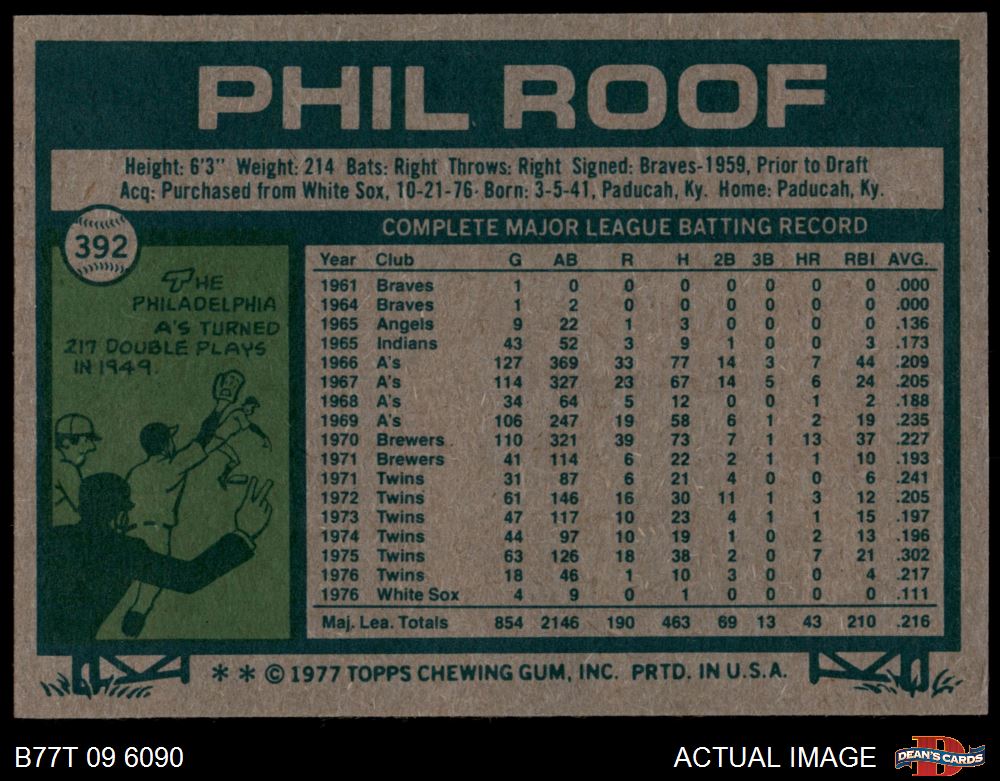 PHIL ROOF
Height: 6'3" Weight: 214 Bats: Right Throws: Right Signed: Braves-1959, Prior to Draft
Acq: Purchased from White Sox, 10-21-76 · Born: 3-5-41, Paducah, Ky. Home: Paducah, Ky.
392
THE
PHILADELPHIA
A'S TURNED
217 DOUBLE PLAYS
IN 1949.
COMPLETE MAJOR LEAGUE BATTING RECORD
Year Club G AB R H 2B 3B HR RBI AVG.
1961 Braves 1 0 0 0 0 0 0 0 .000
1964 Braves 1 2 0 0 0 0 0 0 .000
1965 Angels 9 22 1 3 0 0 0 0 .136
1965 Indians 43 52 3 9 1 0 0 3 .173
1966 A's 127 369 33 77 14 3 7 44 .209
1967 A's 114 327 23 67 14 5 6 24 .205
1968 A's 34 64 5 12 0 0 1 2 .188
1969 A's 106 247 19 58 6 1 2 19 .235
1970 Brewers 110 321 39 73 7 1 13 37 .227
1971 Brewers 41 114 6 22 2 1 1 10 .193
1971 Twins 31 87 6 21 4 0 0 6 .241
1972 Twins 61 146 16 30 11 1 3 12 .205
1973 Twins 47 117 10 23 4 1 1 15 .197
1974 Twins 44 97 10 19 1 0 2 13 .196
1975 Twins 63 126 18 38 2 0 7 21 .302
1976 Twins 18 46 1 10 3 0 0 4 .217
1976 White Sox 4 9 0 1 0 0 0 0 .111
Maj. Lea. Totals 854 2146 190 463 69 13 43 210 .216
* * © 1977 TOPPS CHEWING GUM, INC. PRTD. IN U.S.A.
B77T 09 6090
ACTUAL IMAGE
D
DEAN'S CARDS